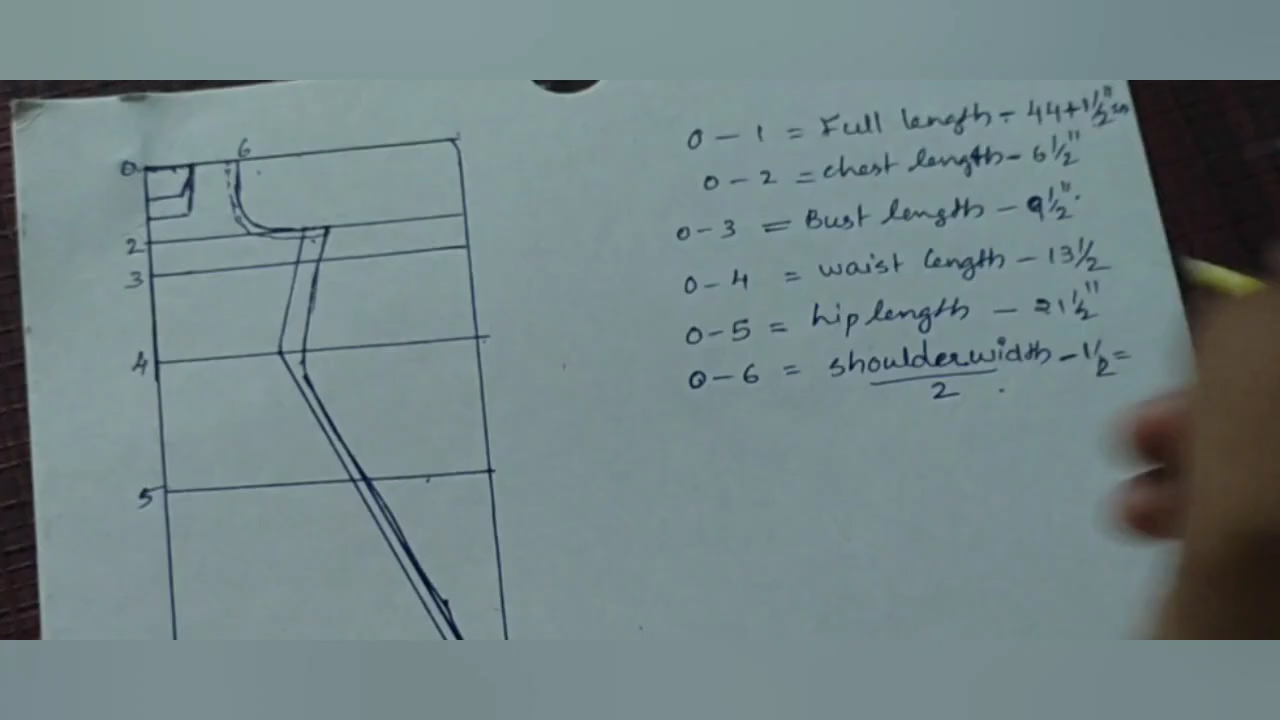 0 6
2
3
4
5
0 - 1 = Full length - 44+1½"
0 - 2 = chest length - 6½"
0 - 3 = Bust length - 9½"
0 - 4 = waist length - 13½
0 - 5 = hip length - 21½"
0 - 6 = shoulder width - ½ =
2